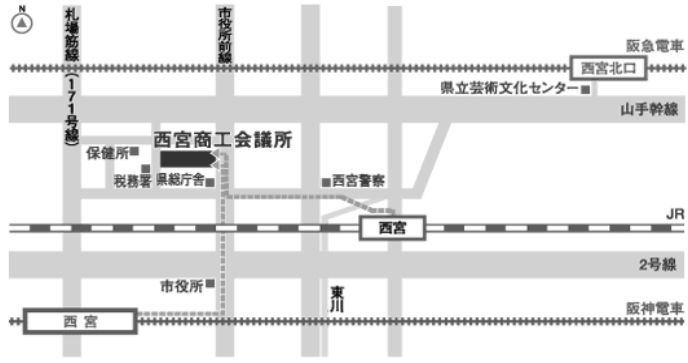 N
札場筋線(171号線)
市役所前線
阪急電車
西宮北口
県立芸術文化センター
山手幹線
西宮商工会議所
保健所
税務署
県総庁舎
西宮警察
JR
西宮
2号線
市役所
東川
阪神電車
西宮